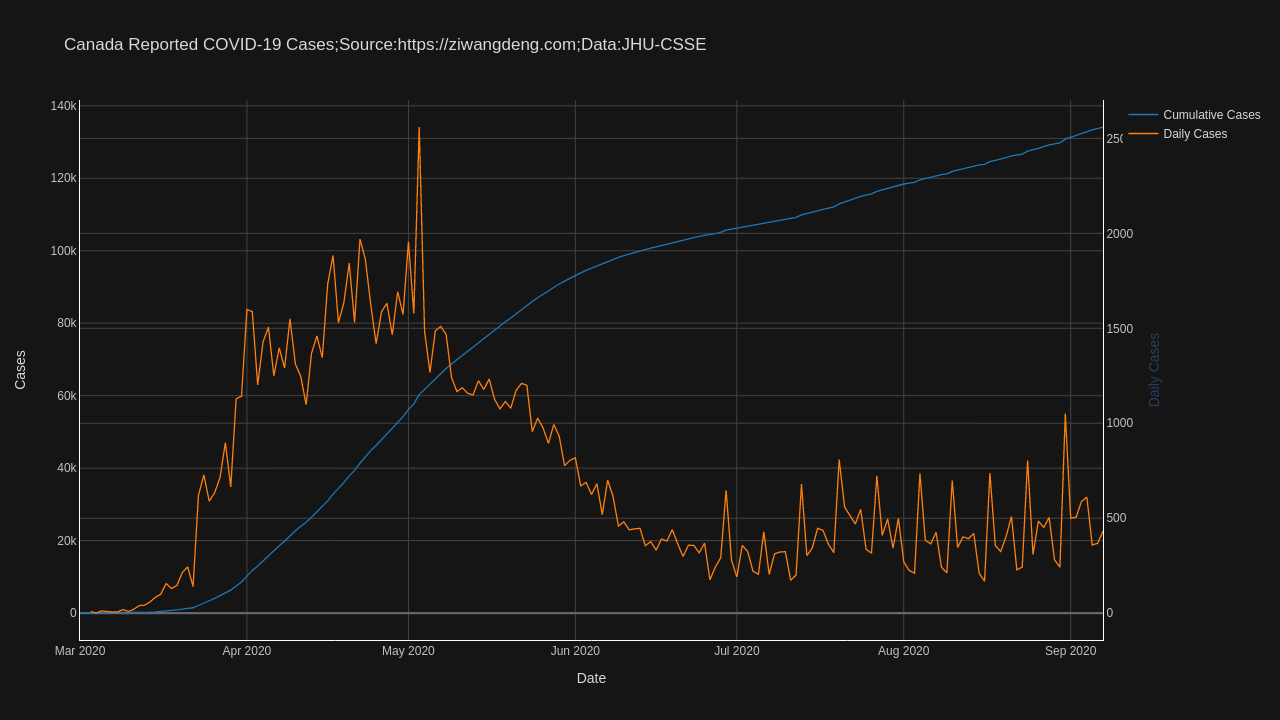 Canada Reported COVID-19 Cases;Source:https://ziwangdeng.com;Data:JHU-CSSE
140k
120k
100k
80k
60k
40k
20k
0
Cases
2500
2000
1500
1000
500
0
Daily Cases
Cumulative Cases
Daily Cases
Mar 2020
Apr 2020
May 2020
Jun 2020
Jul 2020
Aug 2020
Sep 2020
Date